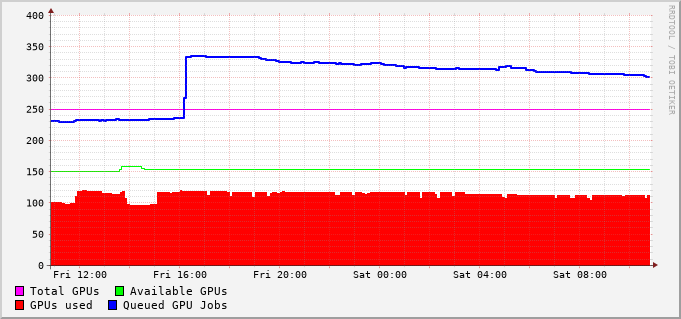 400
350
300
250
200
150
100
50
0
Fri 12:00 Fri 16:00 Fri 20:00 Sat 00:00 Sat 04:00 Sat 08:00
Total GPUs Available GPUs
GPUs used Queued GPU Jobs
RRDTOOL / TOBI OETIKER